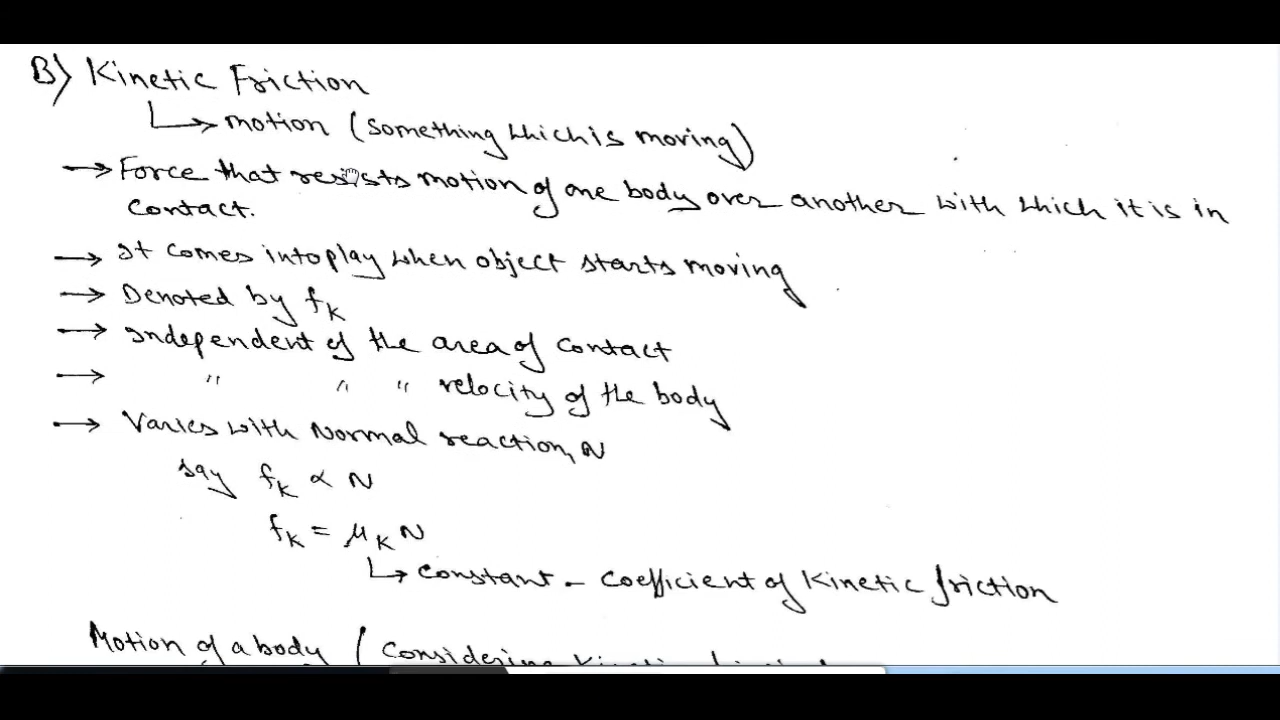 B) Kinetic Friction
↳ motion (something which is moving)
→ Force that resists motion of one body over another with which it is in
contact.
→ It comes into play when object starts moving
→ Denoted by fK
→ Independent of the area of contact
→ " " " velocity of the body
→ Varies with Normal reaction, N
say fK ∝ N
fK = μK N
↳ constant - coefficient of Kinetic friction
Motion of a body (Considering Kinetic